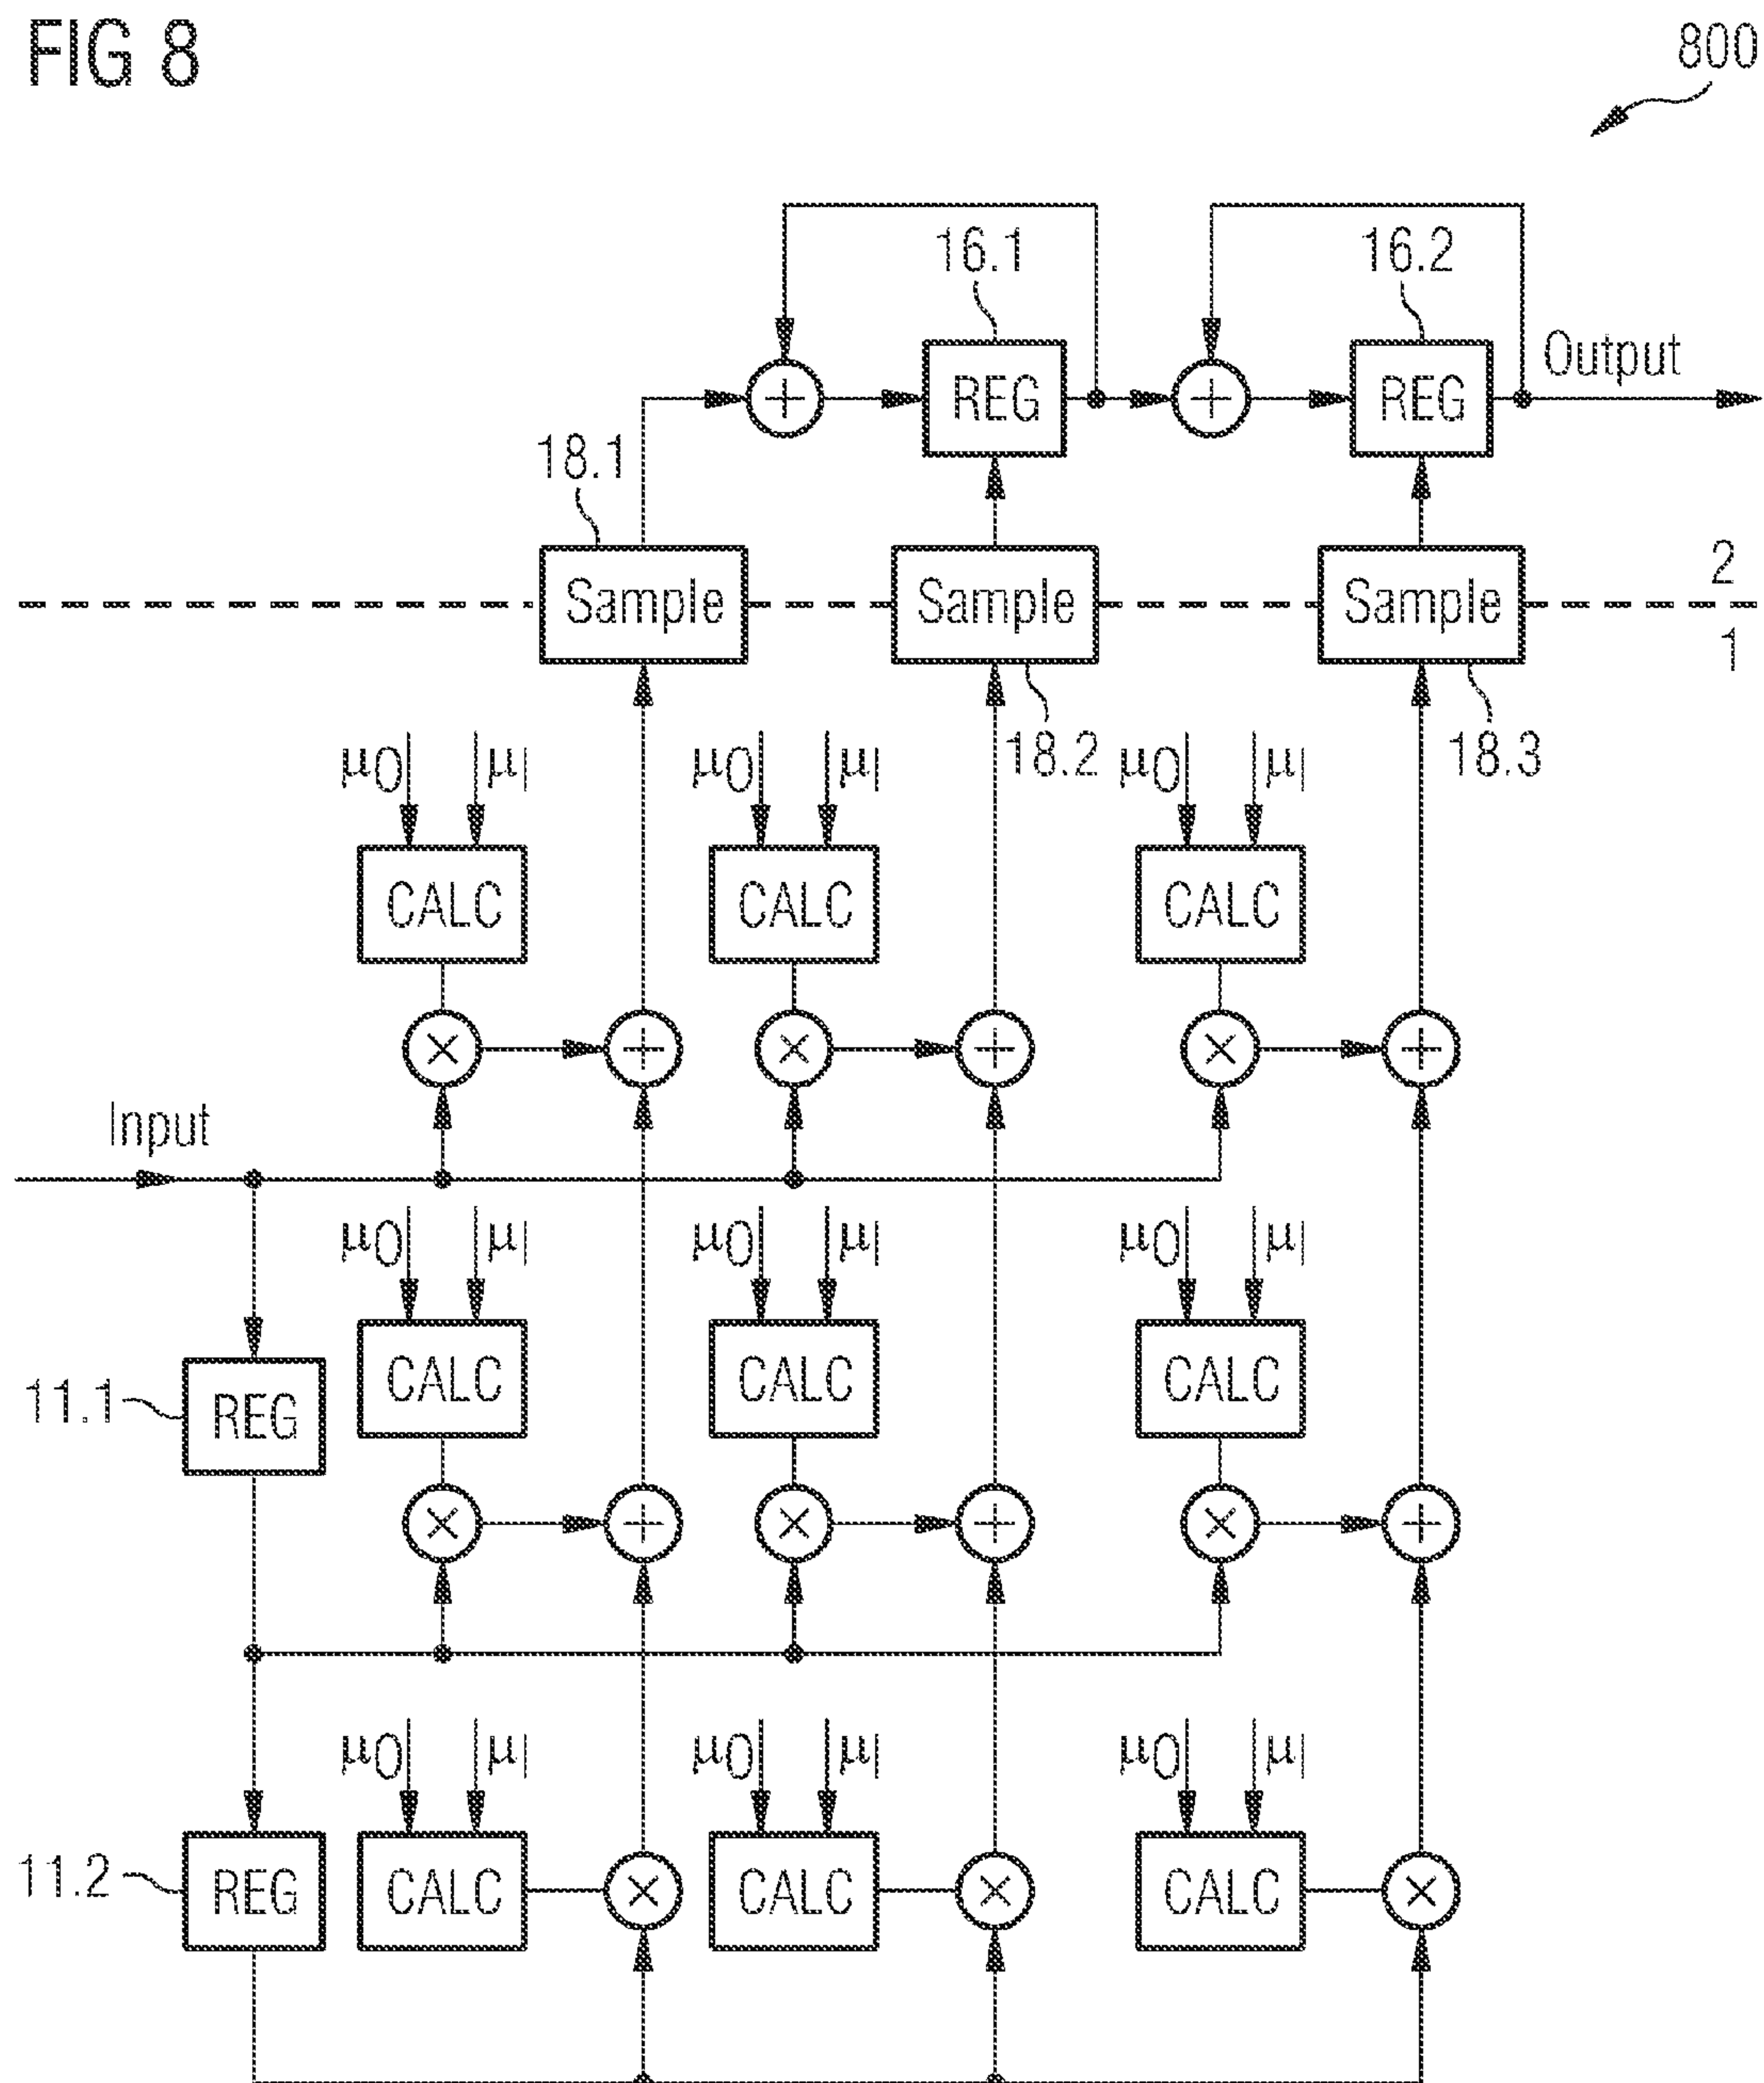 FIG 8
800
16.1
16.2
REG
REG
Output
18.1
Sample
Sample
Sample
2
1
18.2
18.3
μO μI μO μI μO μI
CALC
CALC
CALC
Input
μO μI μO μI μO μI
CALC
CALC
CALC
11.1
REG
μO μI μO μI μO μI
11.2
REG
CALC
CALC
CALC